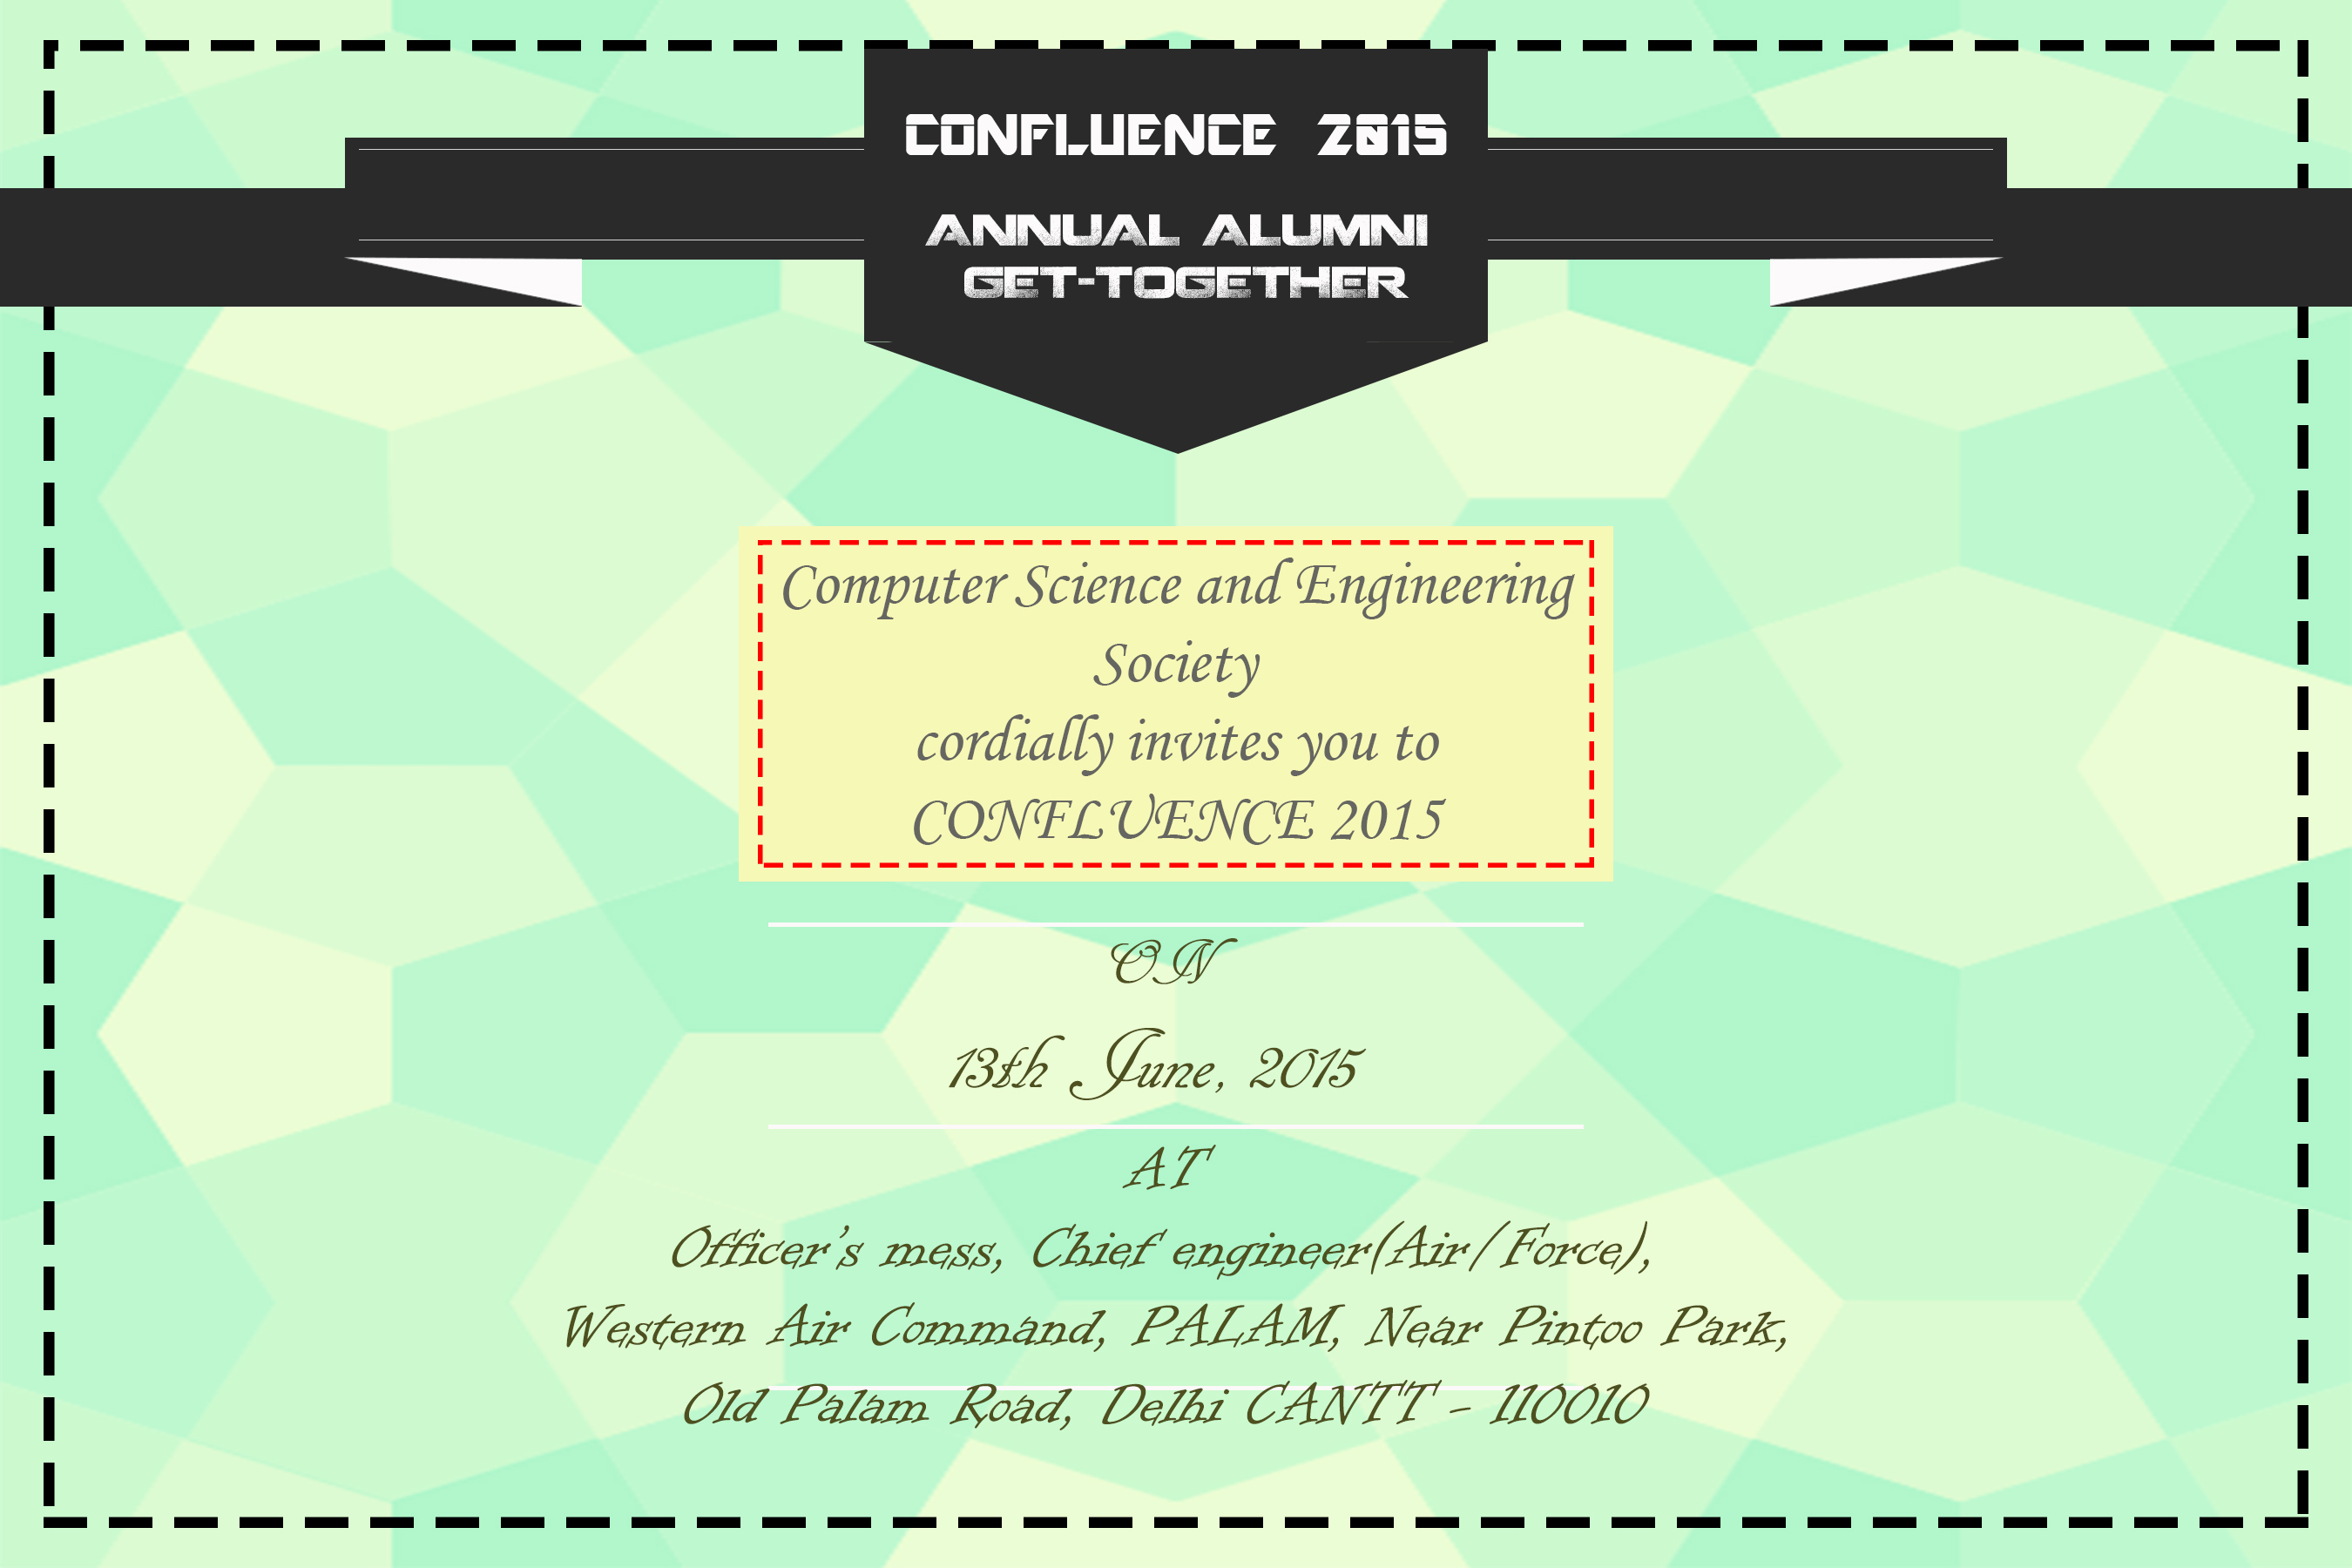 CONFLUENCE 2015
ANNUAL ALUMNI
GET-TOGETHER
Computer Science and Engineering
Society
cordially invites you to
CONFLUENCE 2015
ON
13th June, 2015
AT
Officer's mess, Chief engineer(Air/Force),
Western Air Command, PALAM, Near Pintoo Park,
Old Palam Road, Delhi CANTT - 110010